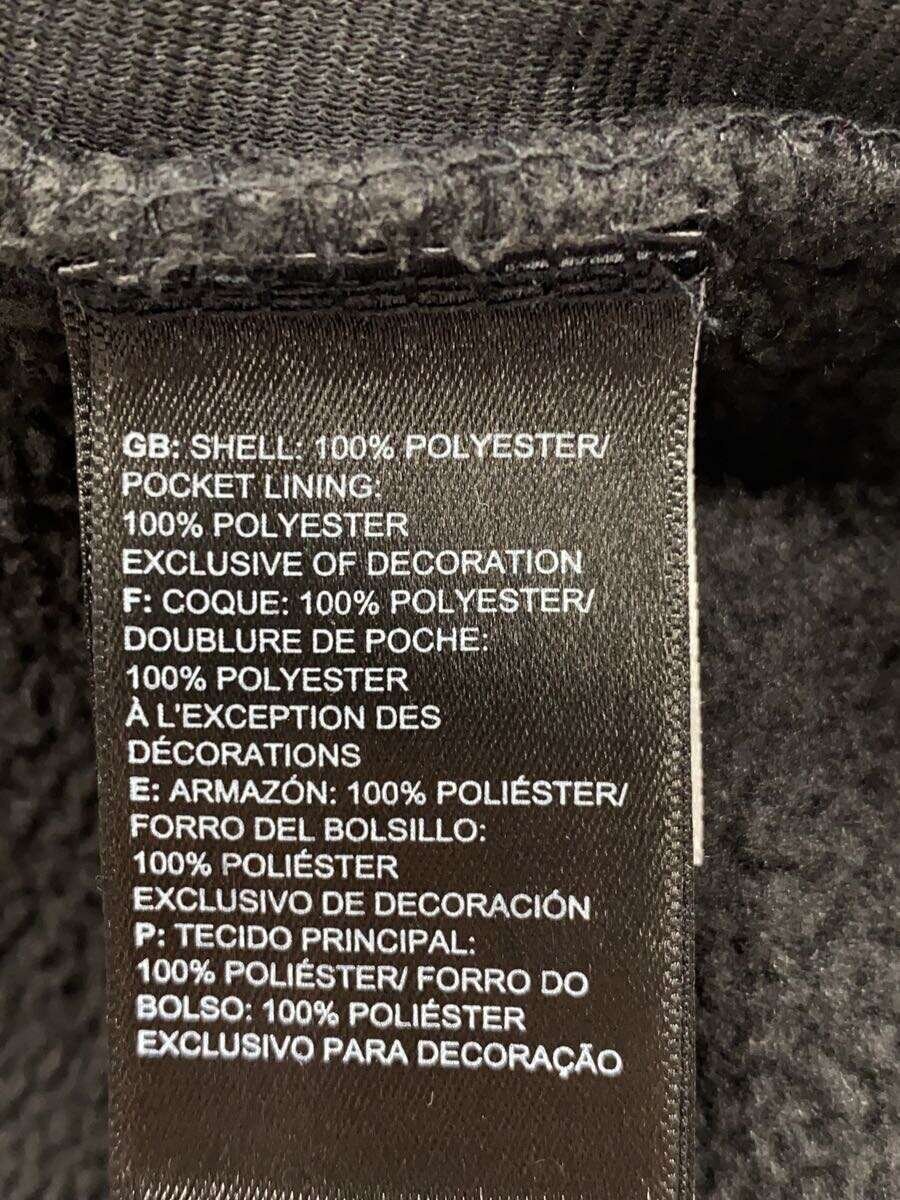 GB: SHELL: 100% POLYESTER/
POCKET LINING:
100% POLYESTER
EXCLUSIVE OF DECORATION
F: COQUE: 100% POLYESTER/
DOUBLURE DE POCHE:
100% POLYESTER
À L'EXCEPTION DES
DÉCORATIONS
E: ARMAZÓN: 100% POLIÉSTER/
FORRO DEL BOLSILLO:
100% POLIÉSTER
EXCLUSIVO DE DECORACIÓN
P: TECIDO PRINCIPAL:
100% POLIÉSTER/ FORRO DO
BOLSO: 100% POLIÉSTER
EXCLUSIVO PARA DECORAÇÃO